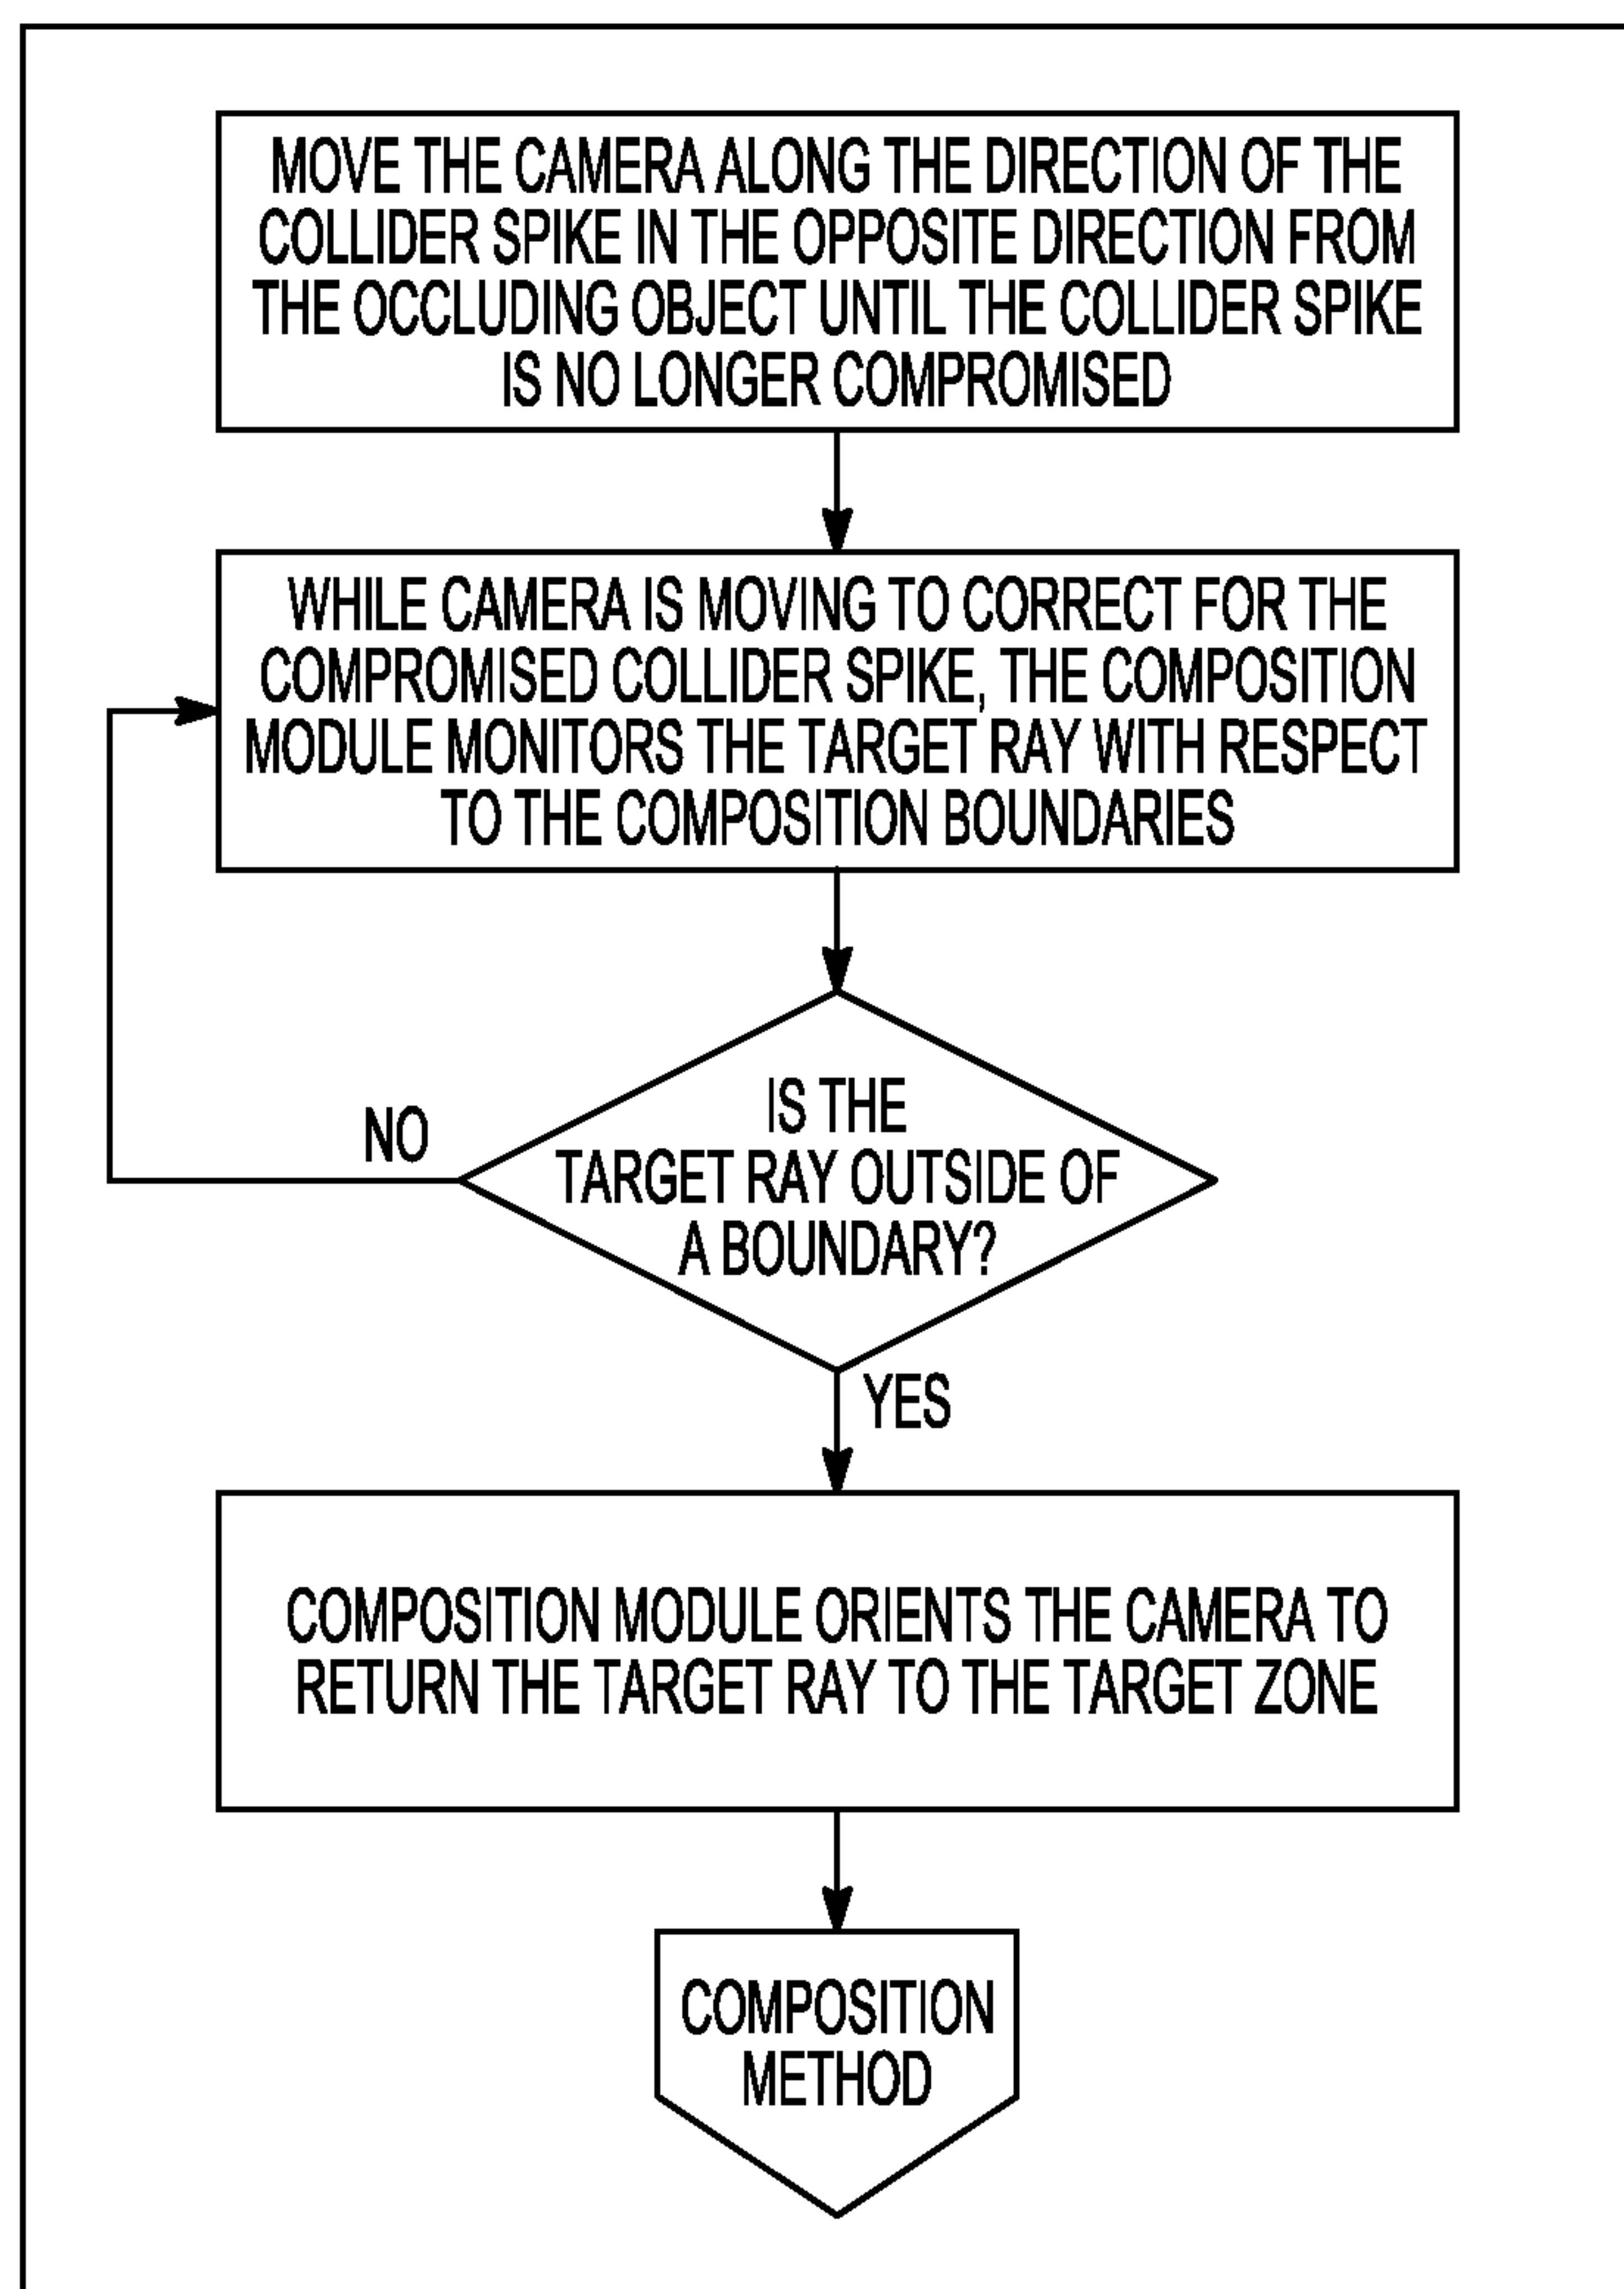 MOVE THE CAMERA ALONG THE DIRECTION OF THE
COLLIDER SPIKE IN THE OPPOSITE DIRECTION FROM
THE OCCLUDING OBJECT UNTIL THE COLLIDER SPIKE
IS NO LONGER COMPROMISED
WHILE CAMERA IS MOVING TO CORRECT FOR THE
COMPROMISED COLLIDER SPIKE, THE COMPOSITION
MODULE MONITORS THE TARGET RAY WITH RESPECT
TO THE COMPOSITION BOUNDARIES
IS THE
TARGET RAY OUTSIDE OF
A BOUNDARY?
NO
YES
COMPOSITION MODULE ORIENTS THE CAMERA TO
RETURN THE TARGET RAY TO THE TARGET ZONE
COMPOSITION
METHOD